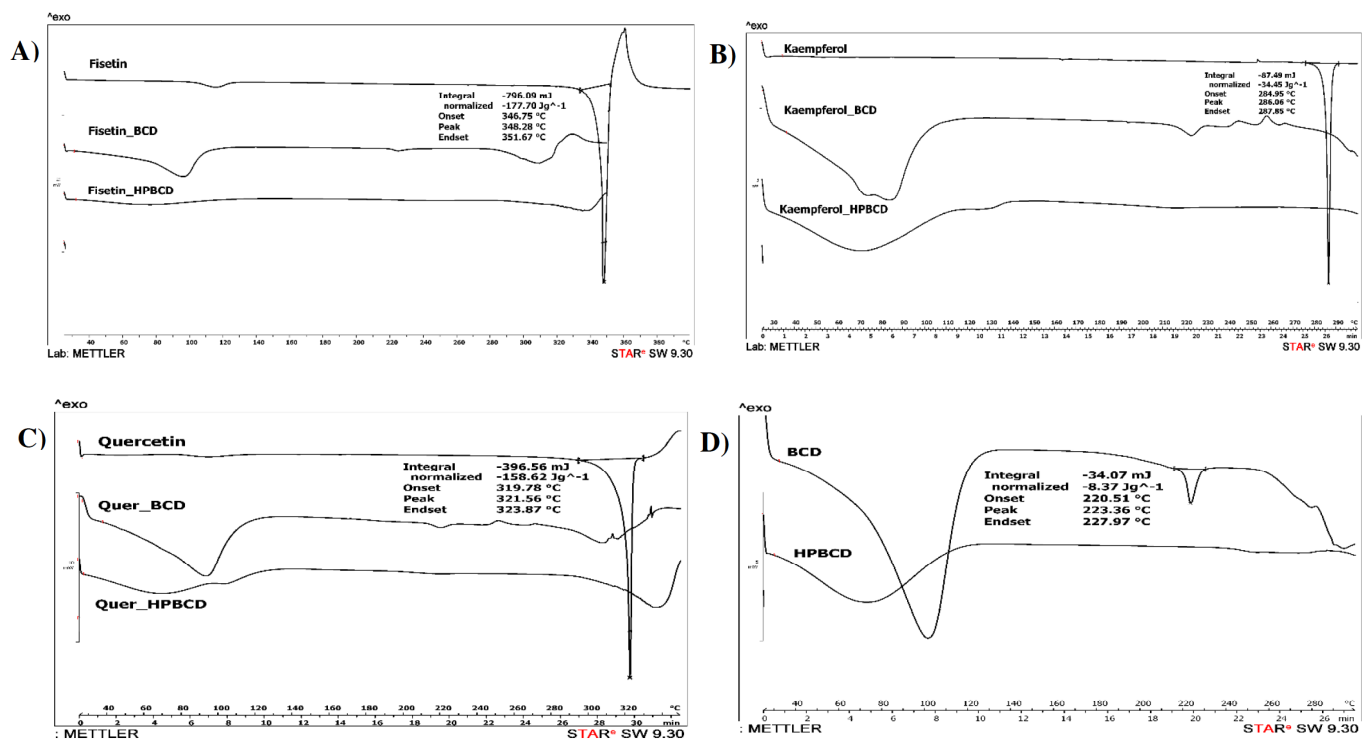 ^exo
A)
Fisetin
Integral -796.09 mJ
normalized -177.70 Jg^-1
Onset 346.75 °C
Peak 348.28 °C
Endset 351.67 °C
Fisetin_BCD
Fisetin_HPBCD
40 60 80 100 120 140 160 180 200 220 240 260 280 300 320 340 360 380 °C
Lab: METTLER
STARe SW 9.30
^exo
B)
Kaempferol
Integral -87.49 mJ
normalized -34.45 Jg^-1
Onset 284.95 °C
Peak 286.06 °C
Endset 287.85 °C
Kaempferol_BCD
Kaempferol_HPBCD
30 40 50 60 70 80 90 100 110 120 130 140 150 160 170 180 190 200 210 220 230 240 250 260 270 280 290 °C
0 1 2 3 4 5 6 7 8 9 10 11 12 13 14 15 16 17 18 19 20 21 22 23 24 25 26 min
Lab: METTLER
STARe SW 9.30
^exo
C)
Quercetin
Integral -396.56 mJ
normalized -158.62 Jg^-1
Onset 319.78 °C
Peak 321.56 °C
Endset 323.87 °C
Quer_BCD
Quer_HPBCD
40 60 80 100 120 140 160 180 200 220 240 260 280 300 320 °C
0 2 4 6 8 10 12 14 16 18 20 22 24 26 28 30 min
: METTLER
STARe SW 9.30
^exo
D)
BCD
Integral -34.07 mJ
normalized -8.37 Jg^-1
Onset 220.51 °C
Peak 223.36 °C
Endset 227.97 °C
HPBCD
40 60 80 100 120 140 160 180 200 220 240 260 280 °C
0 2 4 6 8 10 12 14 16 18 20 22 24 26 min
: METTLER
STARe SW 9.30